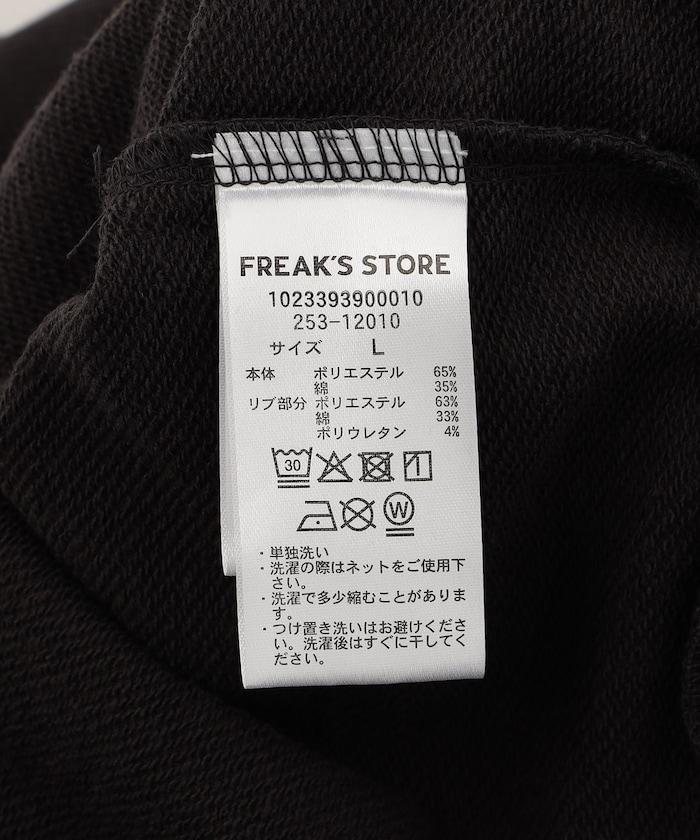 FREAK'S STORE
1023393900010
253-12010
サイズ L
本体 ポリエステル 65%
綿 35%
リブ部分 ポリエステル 63%
綿 33%
ポリウレタン 4%
30
W
・単独洗い
・洗濯の際はネットをご使用下
さい。
・洗濯で多少縮むことがありま
す。
・つけ置き洗いはお避けくださ
い。洗濯後はすぐに干してく
ださい。